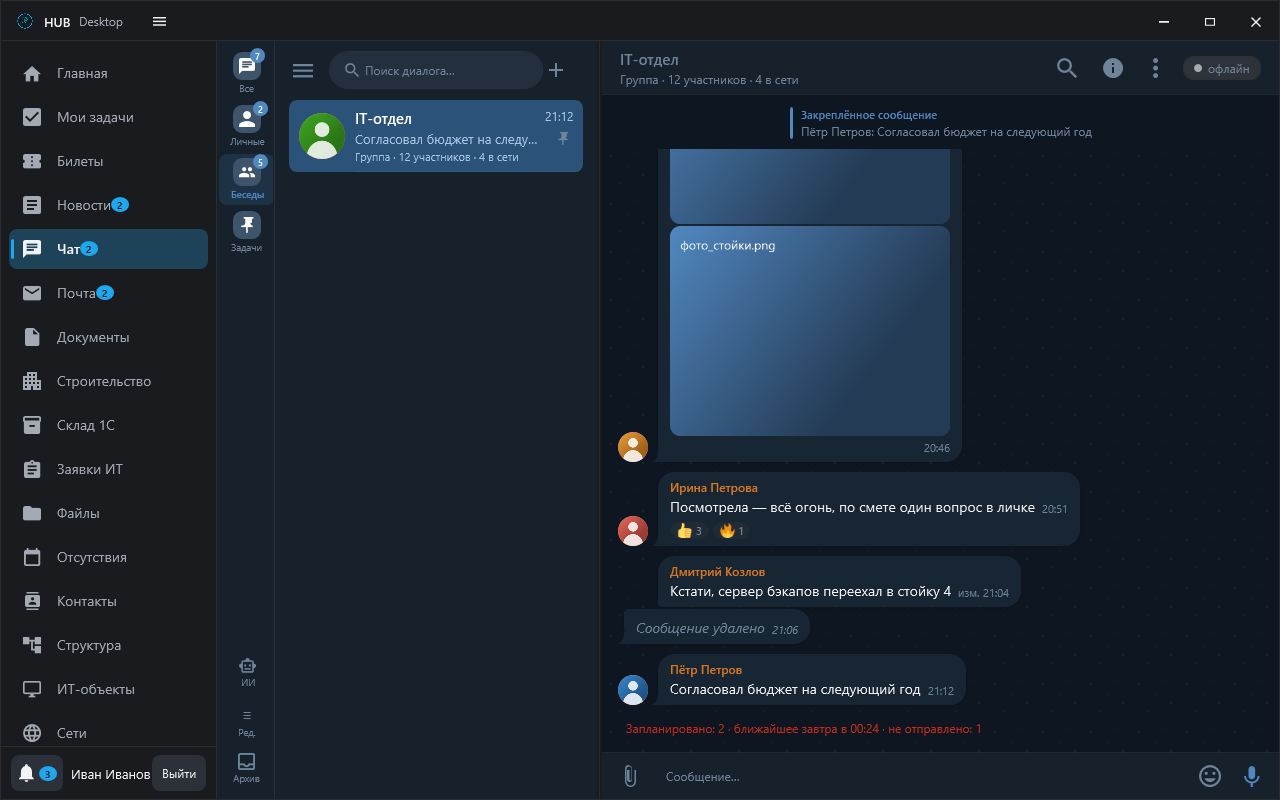 HUB Desktop
Главная
Мои задачи
Билеты
Новости 2
Чат 2
Почта 2
Документы
Строительство
Склад 1С
Заявки ИТ
Файлы
Отсутствия
Контакты
Структура
ИТ-объекты
Сети
3 Иван Иванов Выйти
7
Все
2
Личные
5
Беседы
Задачи
ИИ
Ред.
Архив
Поиск диалога...
IT-отдел 21:12
Согласовал бюджет на следу...
Группа · 12 участников · 4 в сети
IT-отдел
Группа · 12 участников · 4 в сети
офлайн
Закреплённое сообщение
Пётр Петров: Согласовал бюджет на следующий год
фото_стойки.png
20:46
Ирина Петрова
Посмотрела — всё огонь, по смете один вопрос в личке 20:51
👍 3 🔥 1
Дмитрий Козлов
Кстати, сервер бэкапов переехал в стойку 4 изм. 21:04
Сообщение удалено 21:06
Пётр Петров
Согласовал бюджет на следующий год 21:12
Запланировано: 2 · ближайшее завтра в 00:24 · не отправлено: 1
Сообщение...